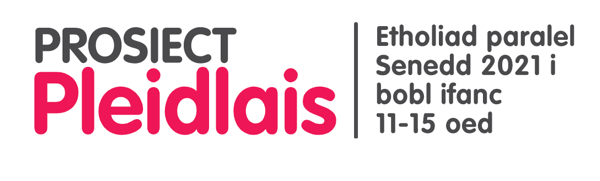 PROSIECT
Pleidlais
Etholiad paralel
Senedd 2021 i
bobl ifanc
11-15 oed